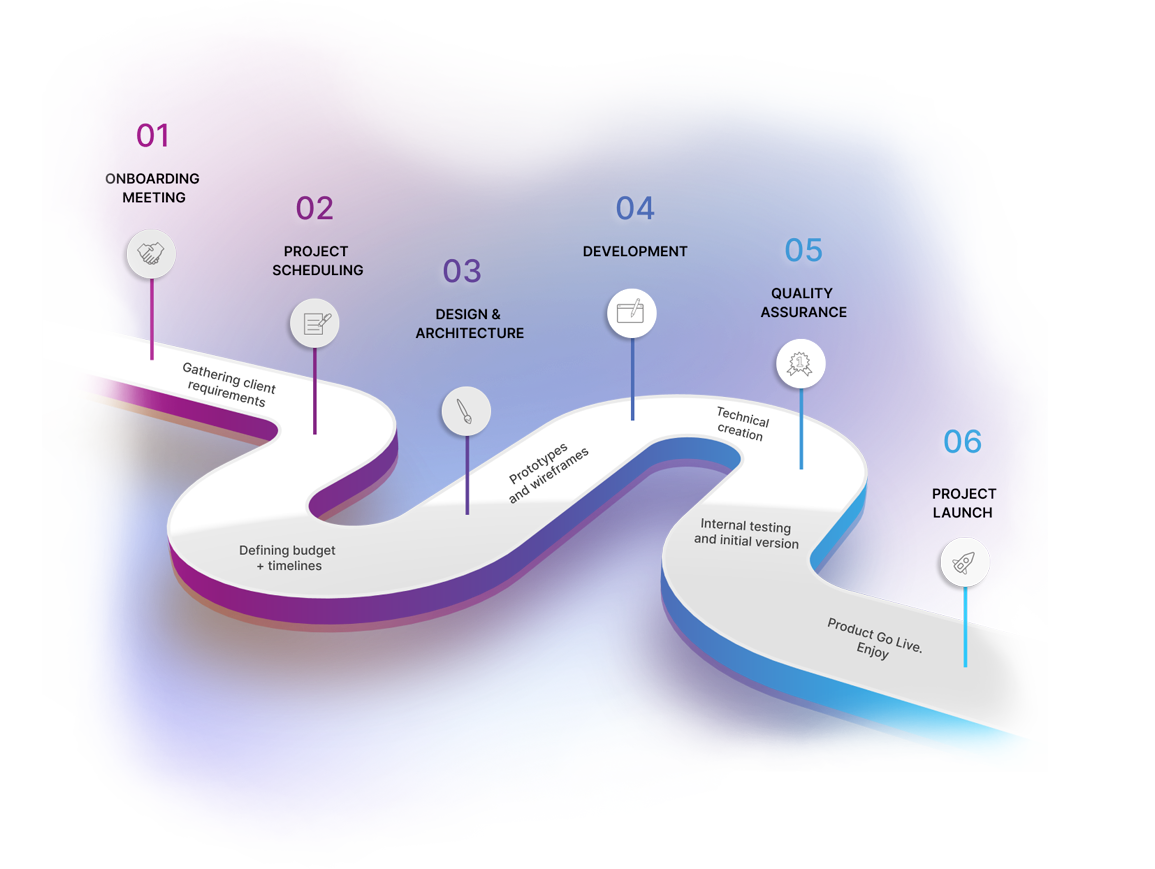 01
ONBOARDING
MEETING
Gathering client
requirements
02
PROJECT
SCHEDULING
Defining budget
+ timelines
03
DESIGN &
ARCHITECTURE
Prototypes
and wireframes
04
DEVELOPMENT
Technical
creation
05
QUALITY
ASSURANCE
1
Internal testing
and initial version
06
PROJECT
LAUNCH
Product Go Live.
Enjoy